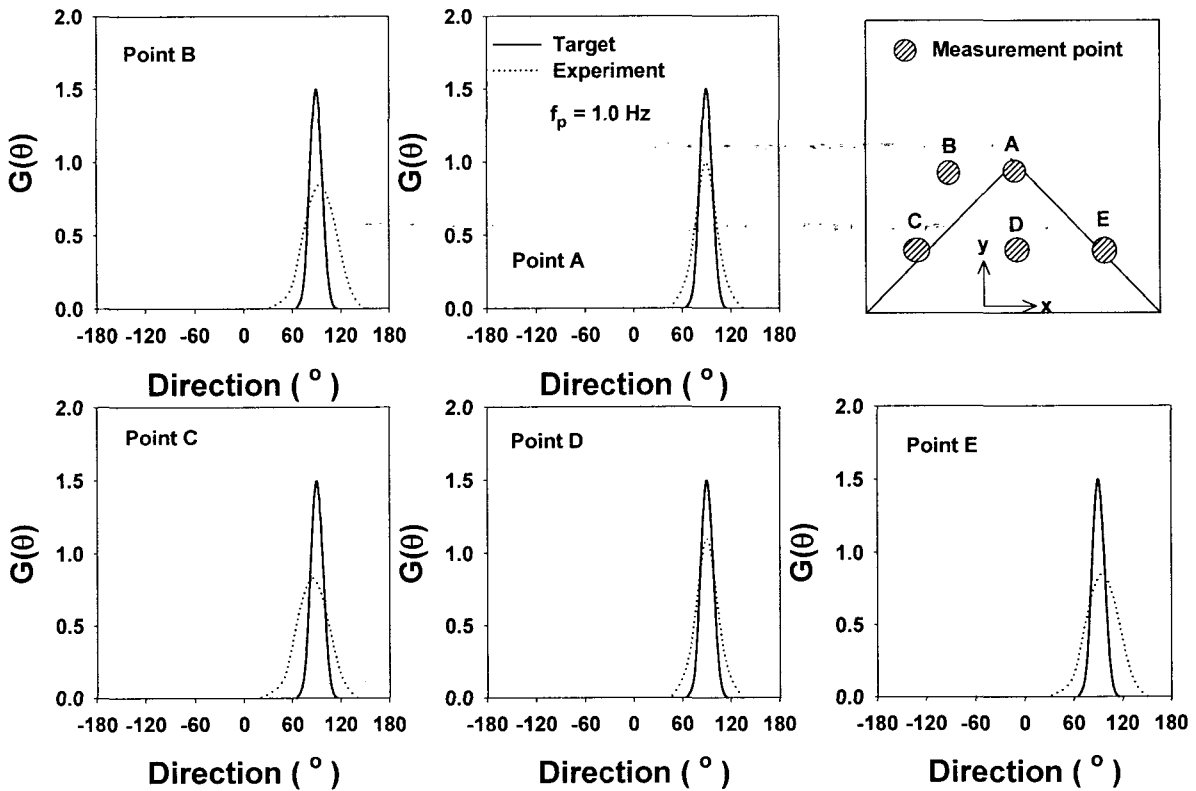 2.0
1.5
1.0
0.5
0.0
G(θ)
Point B
-180 -120 -60 0 60 120 180
Direction ( o )
2.0
1.5
1.0
0.5
0.0
G(θ)
Target
Experiment
fp = 1.0 Hz
Point A
-180 -120 -60 0 60 120 180
Direction ( o )
Measurement point
B A
C D E
y
x
2.0
1.5
1.0
0.5
0.0
G(θ)
Point C
-180 -120 -60 0 60 120 180
Direction ( o )
2.0
1.5
1.0
0.5
0.0
G(θ)
Point D
-180 -120 -60 0 60 120 180
Direction ( o )
2.0
1.5
1.0
0.5
0.0
G(θ)
Point E
-180 -120 -60 0 60 120 180
Direction ( o )